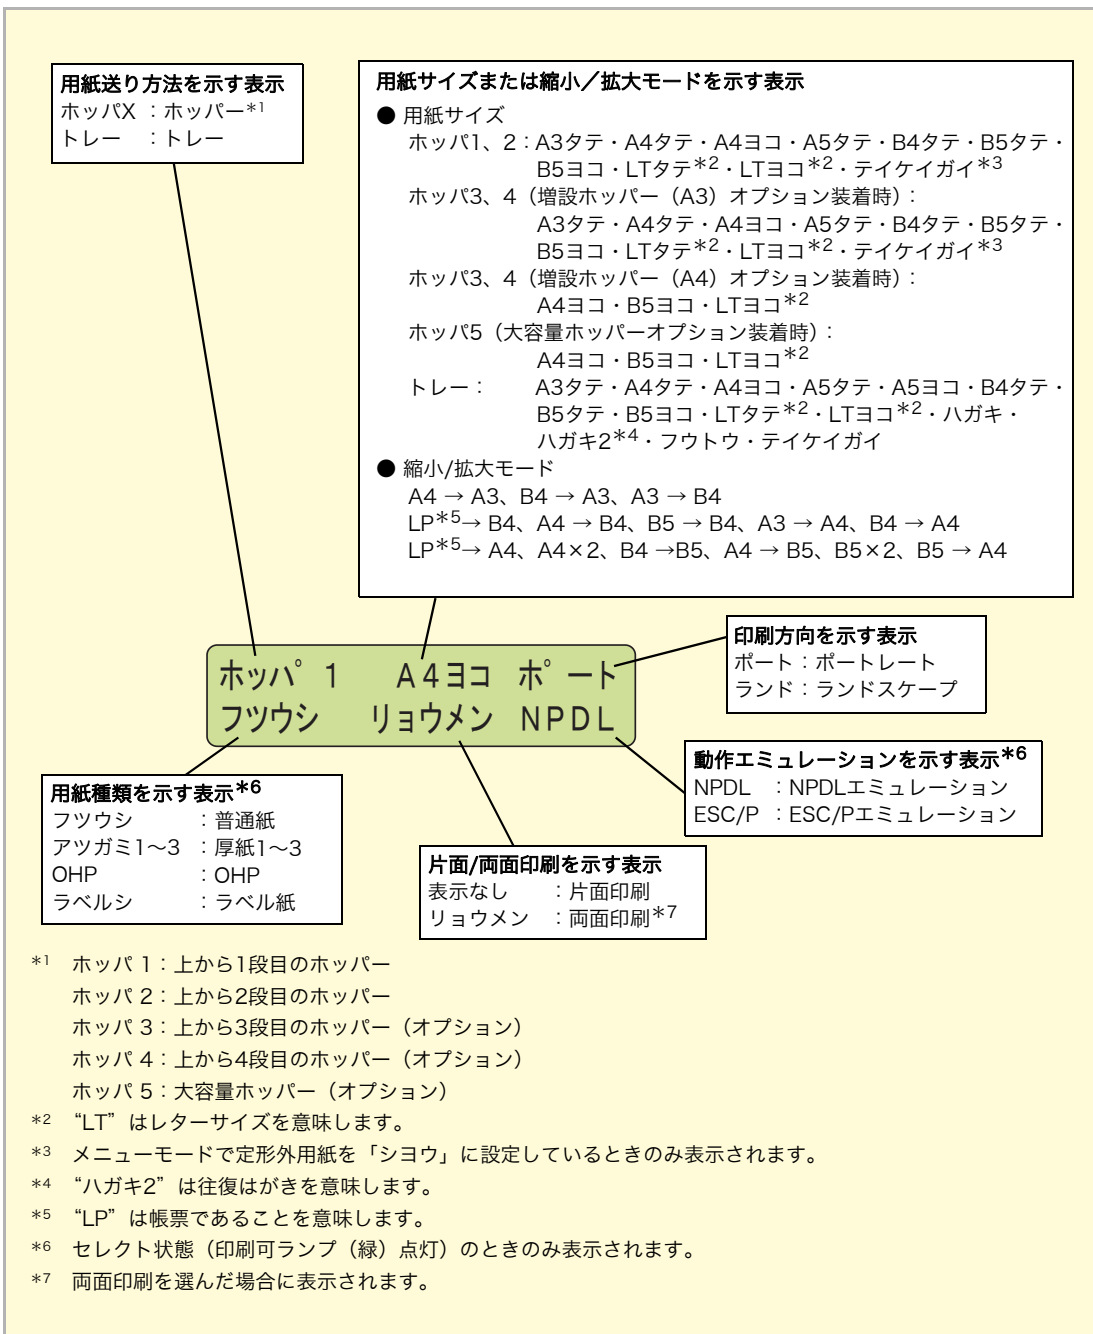 用紙送り方法を示す表示
ホッパX ：ホッパー*1
トレー ：トレー
用紙サイズまたは縮小／拡大モードを示す表示
● 用紙サイズ
ホッパ1、2：A3タテ・A4タテ・A4ヨコ・A5タテ・B4タテ・B5タテ・
B5ヨコ・LTタテ*2・LTヨコ*2・テイケイガイ*3
ホッパ3、4（増設ホッパー（A3）オプション装着時）：
A3タテ・A4タテ・A4ヨコ・A5タテ・B4タテ・B5タテ・
B5ヨコ・LTタテ*2・LTヨコ*2・テイケイガイ*3
ホッパ3、4（増設ホッパー（A4）オプション装着時）：
A4ヨコ・B5ヨコ・LTヨコ*2
ホッパ5（大容量ホッパーオプション装着時）：
A4ヨコ・B5ヨコ・LTヨコ*2
トレー： A3タテ・A4タテ・A4ヨコ・A5タテ・A5ヨコ・B4タテ・
B5タテ・B5ヨコ・LTタテ*2・LTヨコ*2・ハガキ・
ハガキ2*4・フウトウ・テイケイガイ
● 縮小/拡大モード
A4 → A3、B4 → A3、A3 → B4
LP*5→ B4、A4 → B4、B5 → B4、A3 → A4、B4 → A4
LP*5→ A4、A4×2、B4 →B5、A4 → B5、B5×2、B5 → A4
印刷方向を示す表示
ポート：ポートレート
ランド：ランドスケープ
ホッパ 1 A4ヨコ ポート
フツウシ リョウメン NPDL
動作エミュレーションを示す表示*6
NPDL ：NPDLエミュレーション
ESC/P ：ESC/Pエミュレーション
用紙種類を示す表示*6
フツウシ ：普通紙
アツガミ1〜3 ：厚紙1〜3
OHP ：OHP
ラベルシ ：ラベル紙
片面/両面印刷を示す表示
表示なし ：片面印刷
リョウメン ：両面印刷*7
*1 ホッパ 1：上から1段目のホッパー
ホッパ 2：上から2段目のホッパー
ホッパ 3：上から3段目のホッパー（オプション）
ホッパ 4：上から4段目のホッパー（オプション）
ホッパ 5：大容量ホッパー（オプション）
*2 “LT”はレターサイズを意味します。
*3 メニューモードで定形外用紙を「シヨウ」に設定しているときのみ表示されます。
*4 “ハガキ2”は往復はがきを意味します。
*5 “LP”は帳票であることを意味します。
*6 セレクト状態（印刷可ランプ（緑）点灯）のときのみ表示されます。
*7 両面印刷を選んだ場合に表示されます。